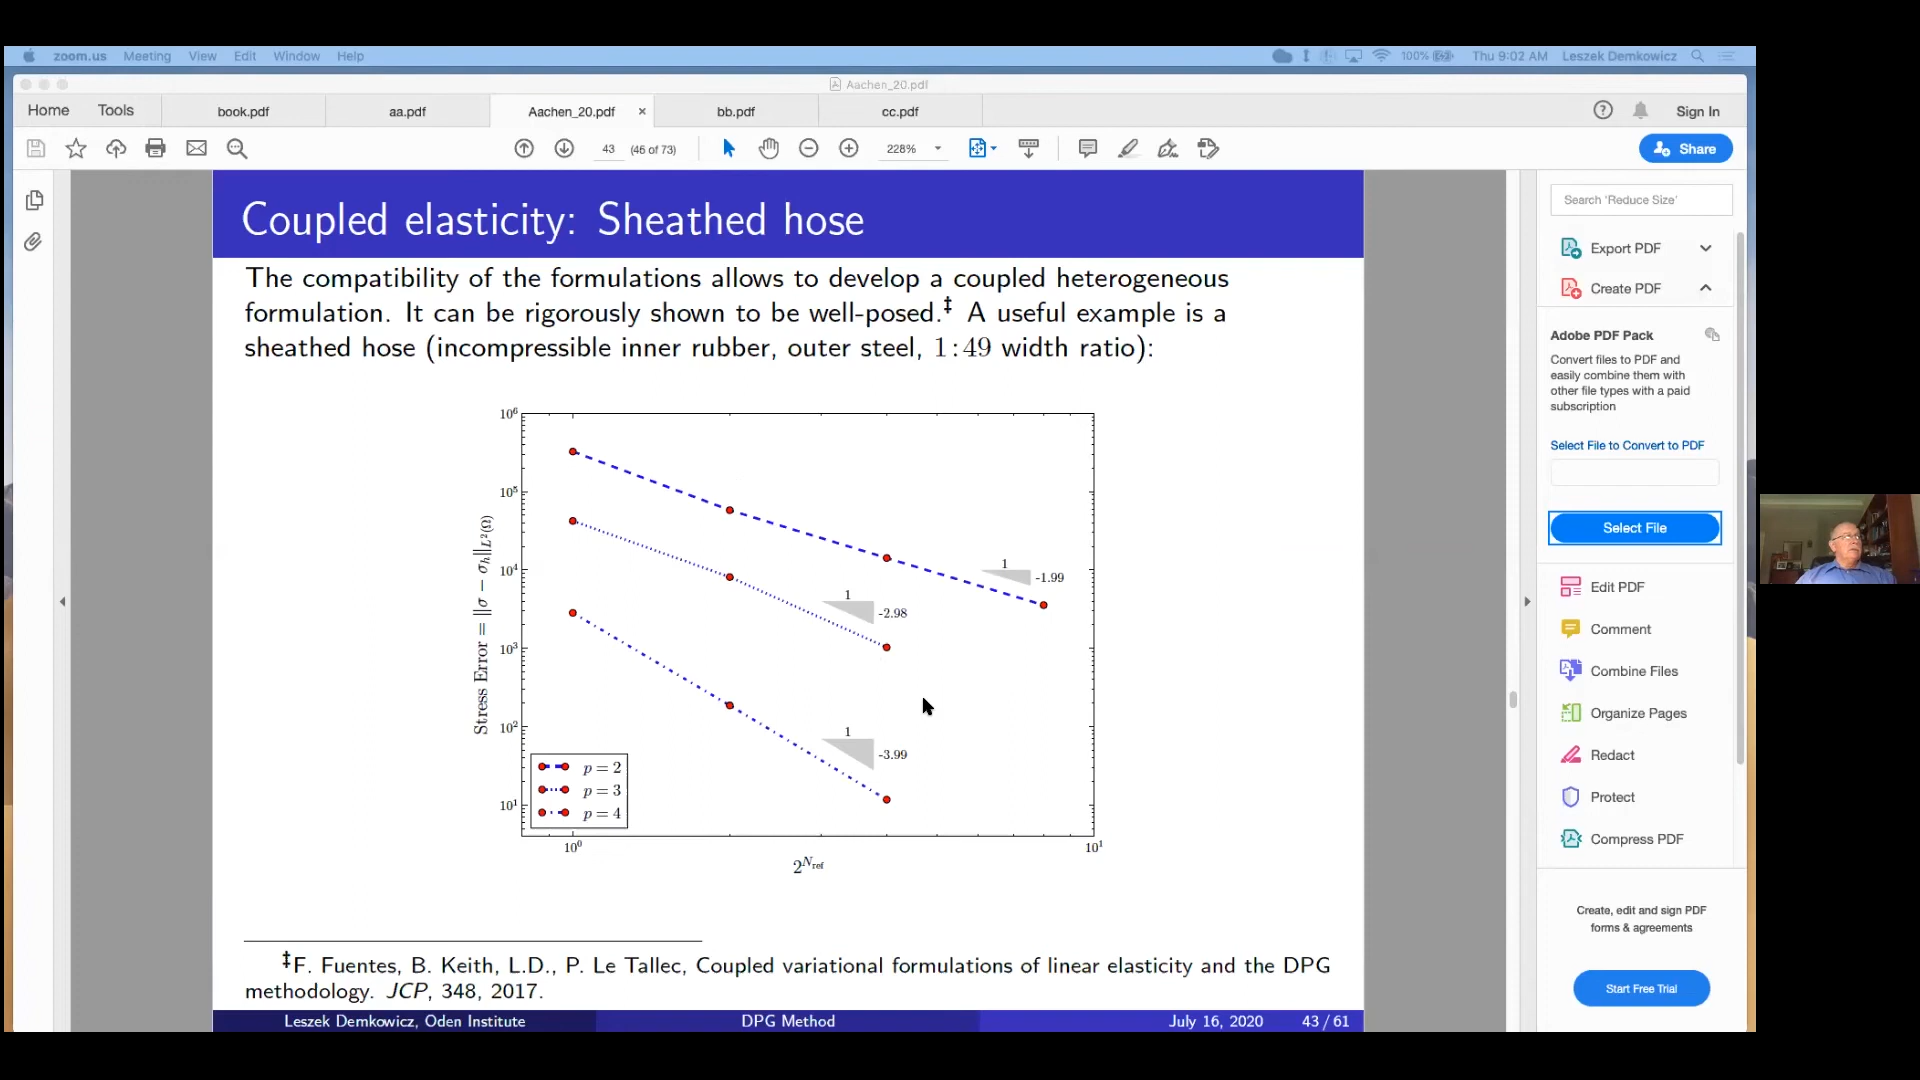 zoom.us Meeting View Edit Window Help
100% Thu 9:02 AM Leszek Demkowicz
Aachen_20.pdf
Home Tools book.pdf aa.pdf Aachen_20.pdf × bb.pdf cc.pdf Sign In
43 (46 of 73) 228% Share
Coupled elasticity: Sheathed hose
The compatibility of the formulations allows to develop a coupled heterogeneous
formulation. It can be rigorously shown to be well-posed.‡ A useful example is a
sheathed hose (incompressible inner rubber, outer steel, 1:49 width ratio):
Stress Error = ‖σ − σₕ‖L²(Ω)
10⁶
10⁵
10⁴
10³
10²
10¹
1
-1.99
1
-2.98
1
-3.99
p = 2
p = 3
p = 4
10⁰ 10¹
2^Nref
‡F. Fuentes, B. Keith, L.D., P. Le Tallec, Coupled variational formulations of linear elasticity and the DPG
methodology. JCP, 348, 2017.
Leszek Demkowicz, Oden Institute DPG Method July 16, 2020 43 / 61
Search 'Reduce Size'
Export PDF
Create PDF
Adobe PDF Pack
Convert files to PDF and
easily combine them with
other file types with a paid
subscription
Select File to Convert to PDF
Select File
Edit PDF
Comment
Combine Files
Organize Pages
Redact
Protect
Compress PDF
Create, edit and sign PDF
forms & agreements
Start Free Trial